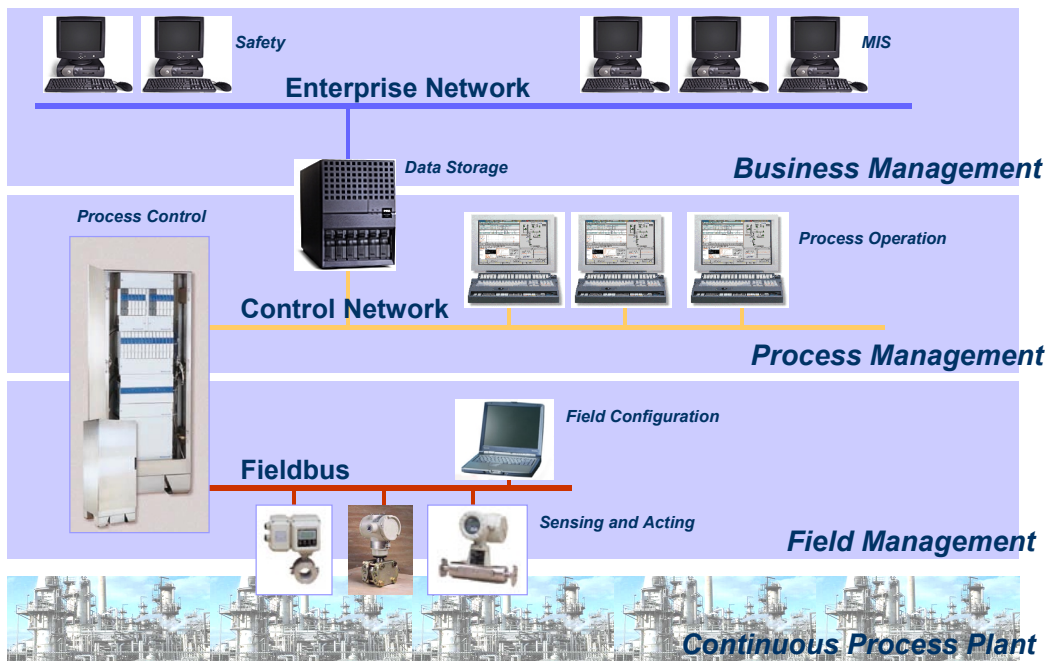 Safety
MIS
Enterprise Network
Data Storage
Business Management
Process Control
Process Operation
Control Network
Process Management
Field Configuration
Fieldbus
Sensing and Acting
Field Management
Continuous Process Plant